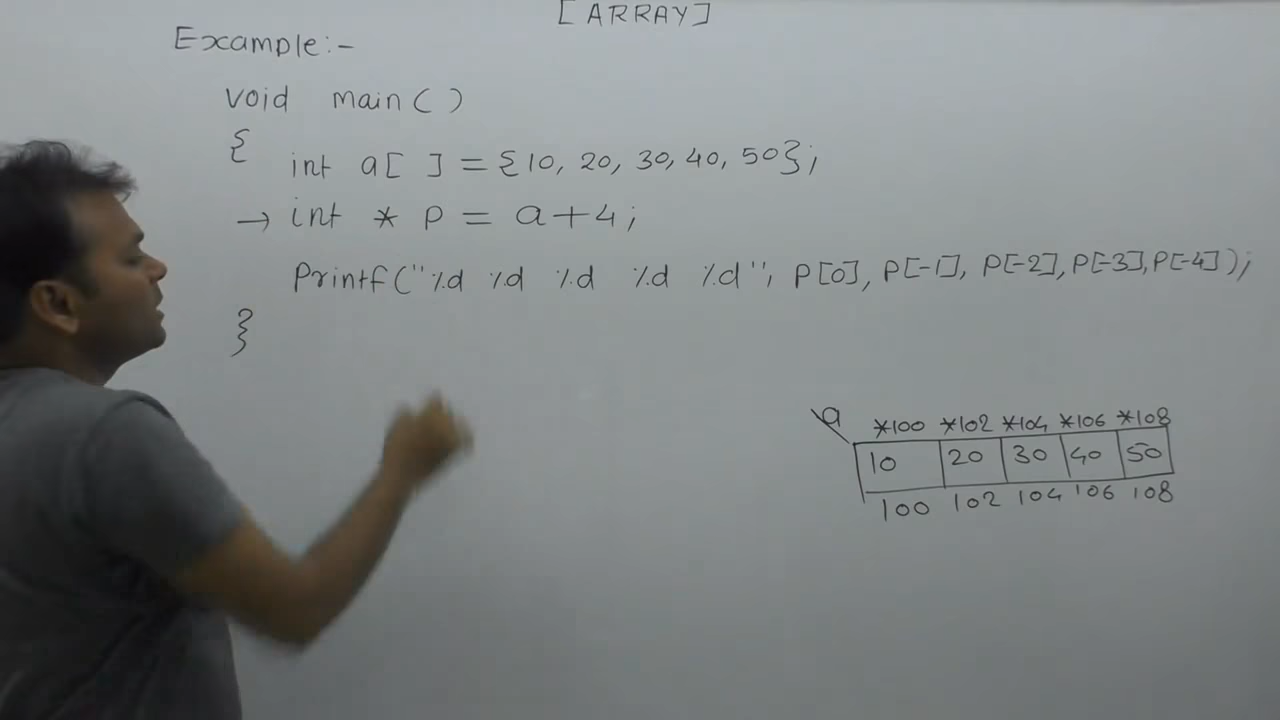 [ARRAY]
Example:-
void main()
{
int a[ ] = {10, 20, 30, 40, 50};
→ int * p = a+4;
Printf("%d %d %d %d %d", P[0], P[-1], P[-2], P[-3], P[-4]);
}
a *100 *102 *104 *106 *108
10 20 30 40 50
100 102 104 106 108